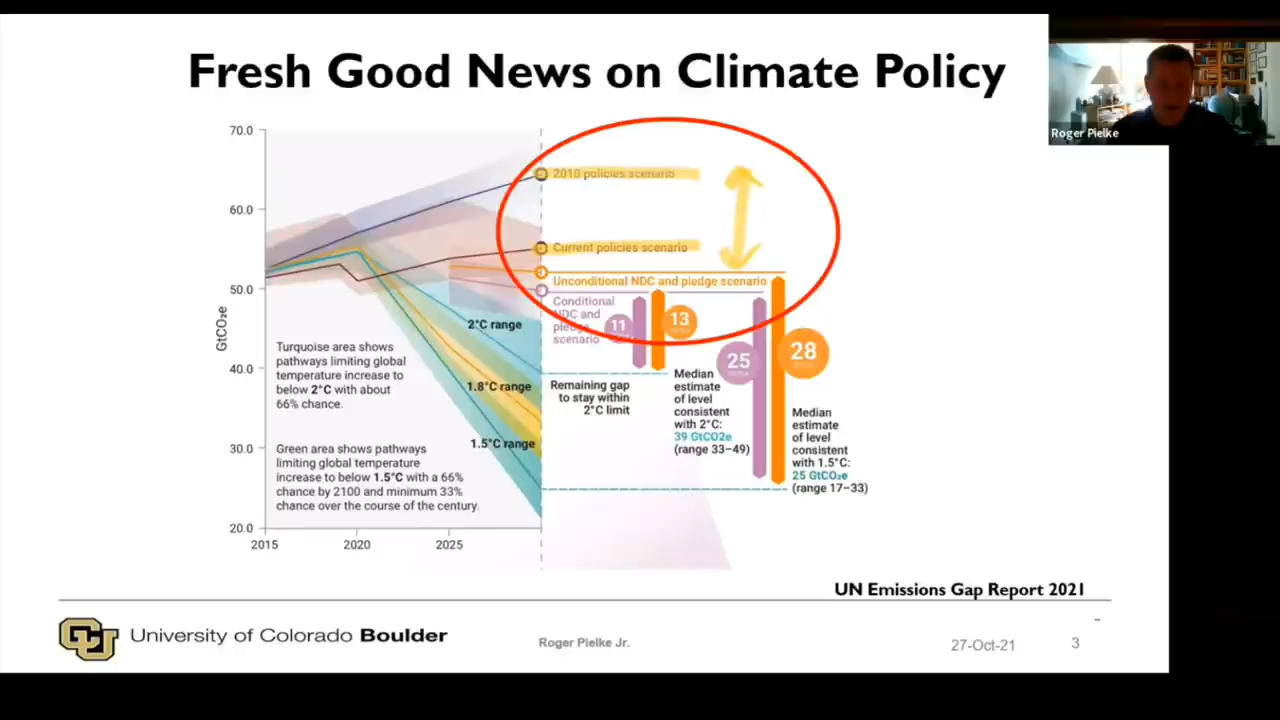 Fresh Good News on Climate Policy
Roger Pielke
70.0
60.0
50.0
40.0
30.0
20.0
GtCO₂e
2015
2020
2025
2010 policies scenario
Current policies scenario
Unconditional NDC and pledge scenario
Conditional
NDC and
pledge
scenario
11
13
25
28
2°C range
1.8°C range
1.5°C range
Turquoise area shows
pathways limiting global
temperature increase to
below 2°C with about
66% chance.
Green area shows pathways
limiting global temperature
increase to below 1.5°C with a 66%
chance by 2100 and minimum 33%
chance over the course of the century.
Remaining gap
to stay within
2°C limit
Median
estimate
of level
consistent
with 2°C:
39 GtCO2e
(range 33–49)
Median
estimate
of level
consistent
with 1.5°C:
25 GtCO₂e
(range 17–33)
UN Emissions Gap Report 2021
CU
University of Colorado Boulder
Roger Pielke Jr.
27-Oct-21
3